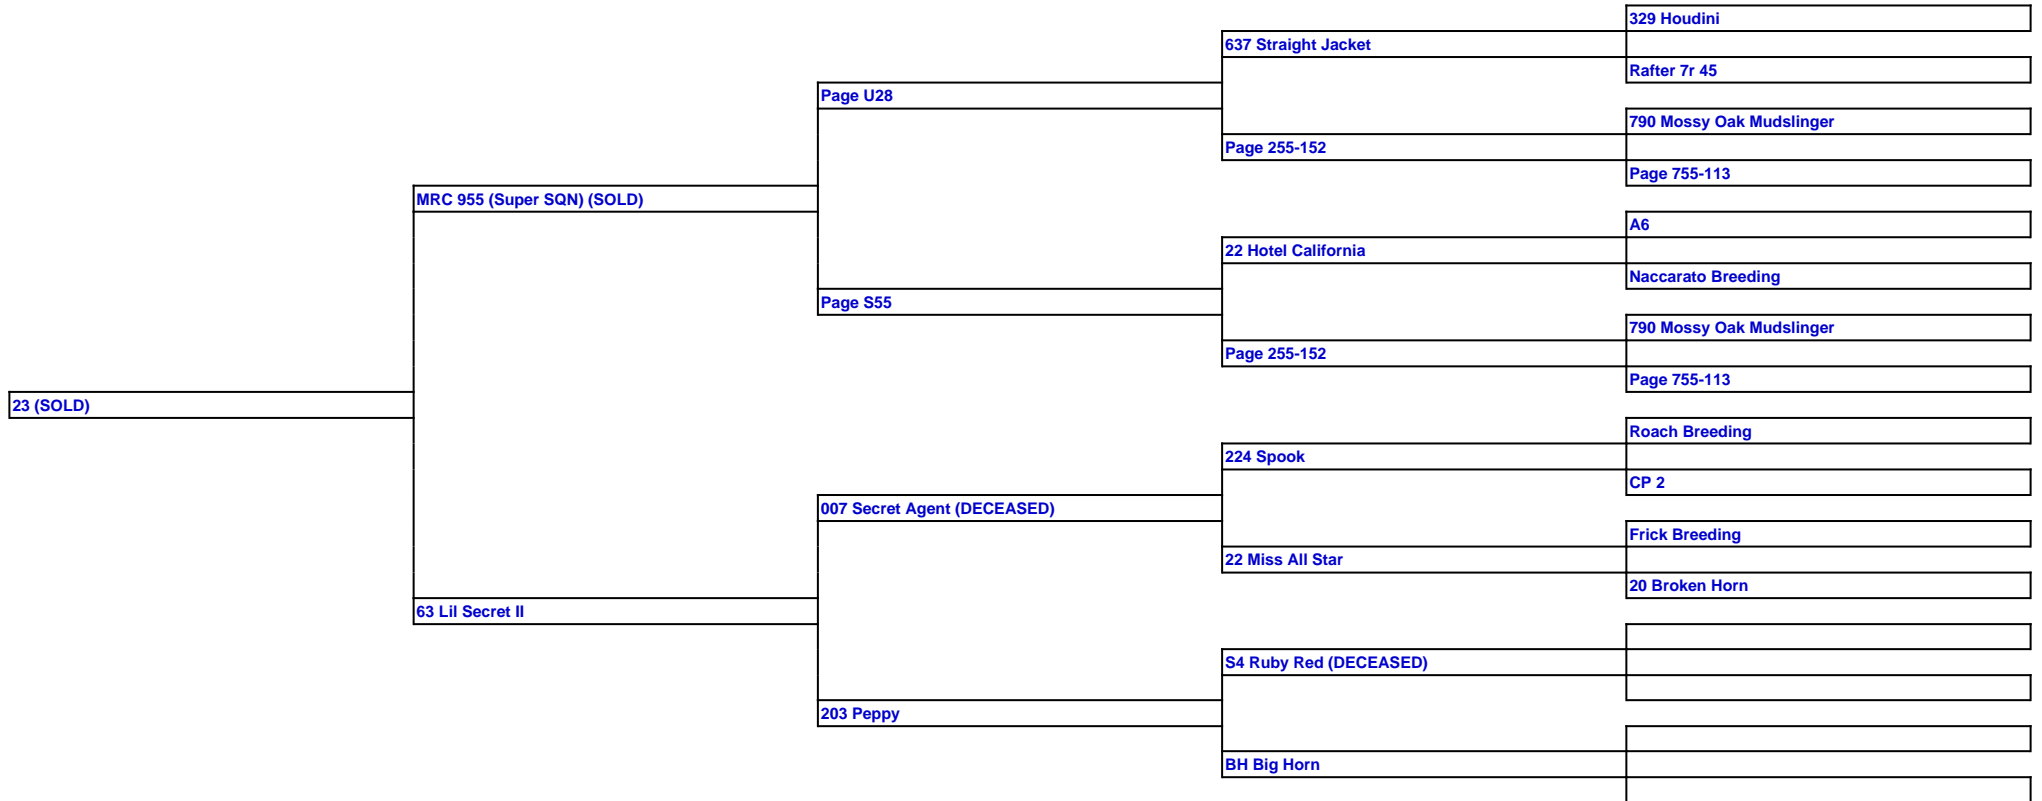 329 Houdini
637 Straight Jacket
Rafter 7r 45
Page U28
790 Mossy Oak Mudslinger
Page 255-152
Page 755-113
MRC 955 (Super SQN) (SOLD)
A6
22 Hotel California
Naccarato Breeding
Page S55
790 Mossy Oak Mudslinger
Page 255-152
Page 755-113
23 (SOLD)
Roach Breeding
224 Spook
CP 2
007 Secret Agent (DECEASED)
Frick Breeding
22 Miss All Star
20 Broken Horn
63 Lil Secret II
S4 Ruby Red (DECEASED)
203 Peppy
BH Big Horn